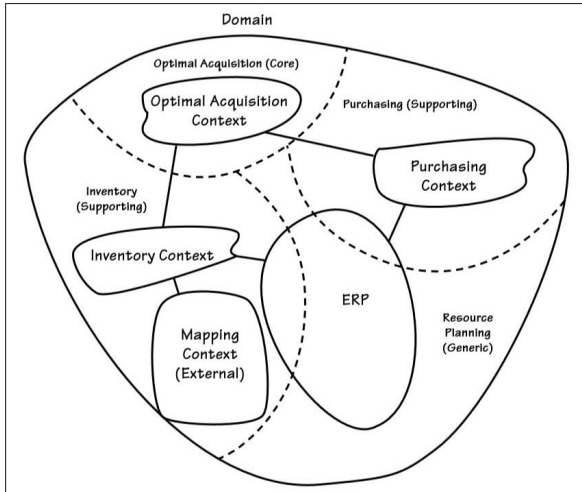 Domain
Optimal Acquisition (Core)
Optimal Acquisition
Context
Purchasing (Supporting)
Purchasing
Context
Inventory
(Supporting)
Inventory Context
ERP
Mapping
Context
(External)
Resource
Planning
(Generic)